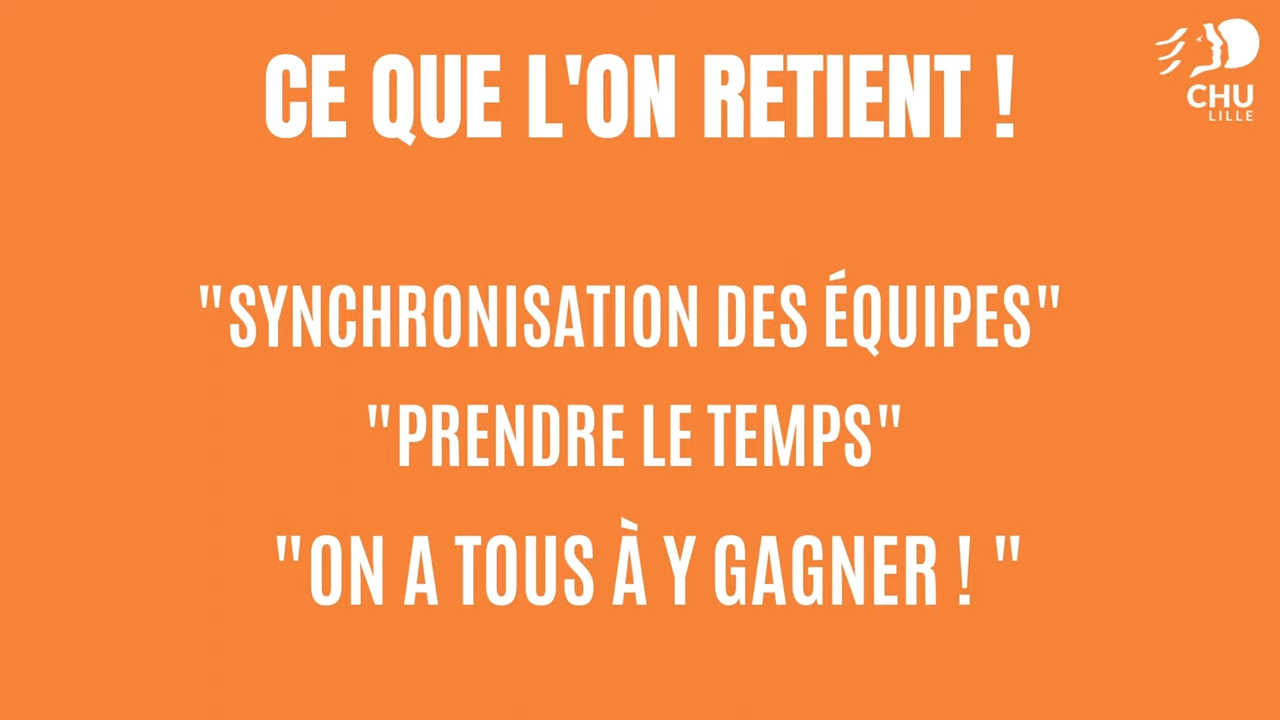 CE QUE L'ON RETIENT !
CHU
LILLE
"SYNCHRONISATION DES ÉQUIPES"
"PRENDRE LE TEMPS"
"ON A TOUS À Y GAGNER ! "